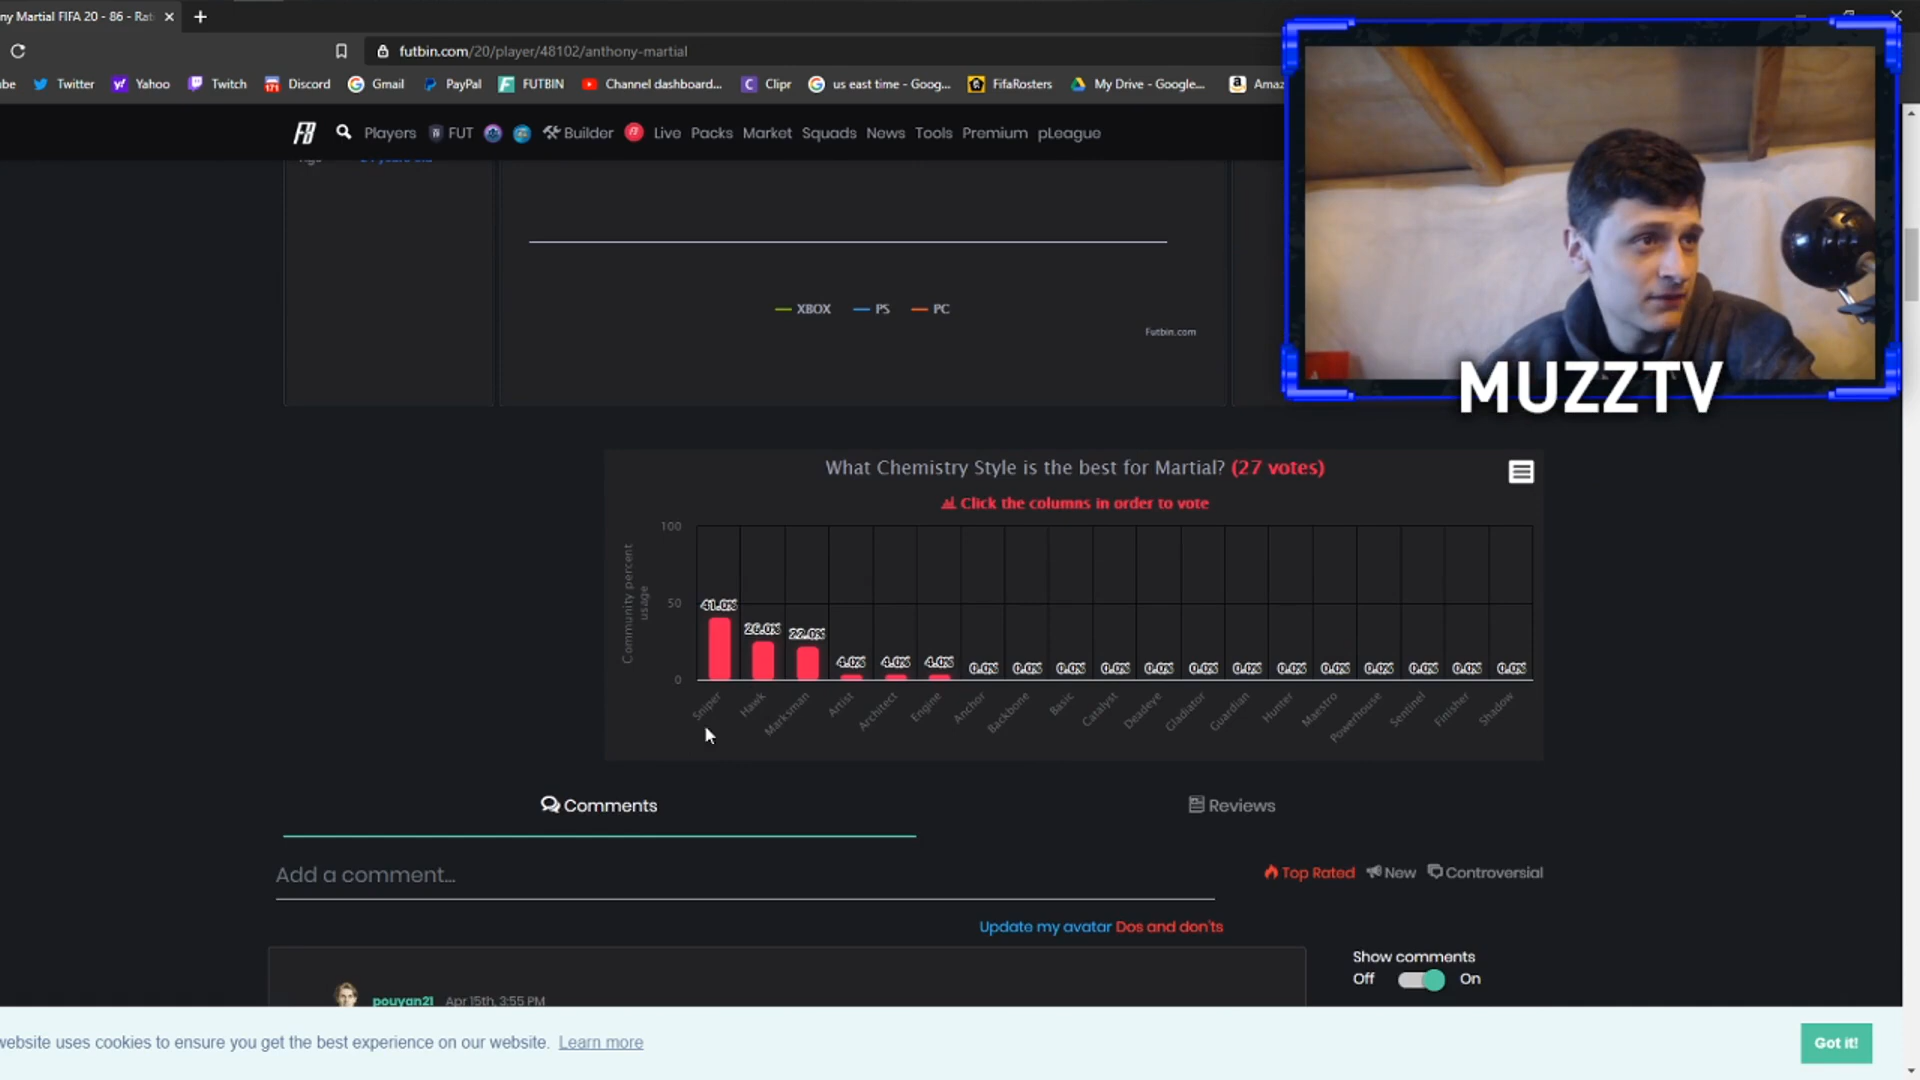 ny Martial FIFA 20 - 86 - Rat
futbin.com/20/player/48102/anthony-martial
be Twitter Yahoo Twitch Discord Gmail PayPal FUTBIN Channel dashboard... Clipr us east time - Goog... FifaRosters My Drive - Google... Amaz
Players FUT Builder Live Packs Market Squads News Tools Premium pLeague
MUZZTV
XBOX PS PC
Futbin.com
What Chemistry Style is the best for Martial? (27 votes)
Click the columns in order to vote
Community percent
usage
100
50
0
41.0% 26.0% 22.0% 4.0% 4.0% 4.0% 0.0% 0.0% 0.0% 0.0% 0.0% 0.0% 0.0% 0.0% 0.0% 0.0% 0.0% 0.0% 0.0%
Sniper Hawk Marksman Artist Architect Engine Anchor Backbone Basic Catalyst Deadeye Gladiator Guardian Hunter Maestro Powerhouse Sentinel Finisher Shadow
Comments
Reviews
Add a comment...
Top Rated New Controversial
Update my avatar Dos and don'ts
Show comments
Off On
pouyan21 Apr 15th, 3:55 PM
website uses cookies to ensure you get the best experience on our website. Learn more
Got it!